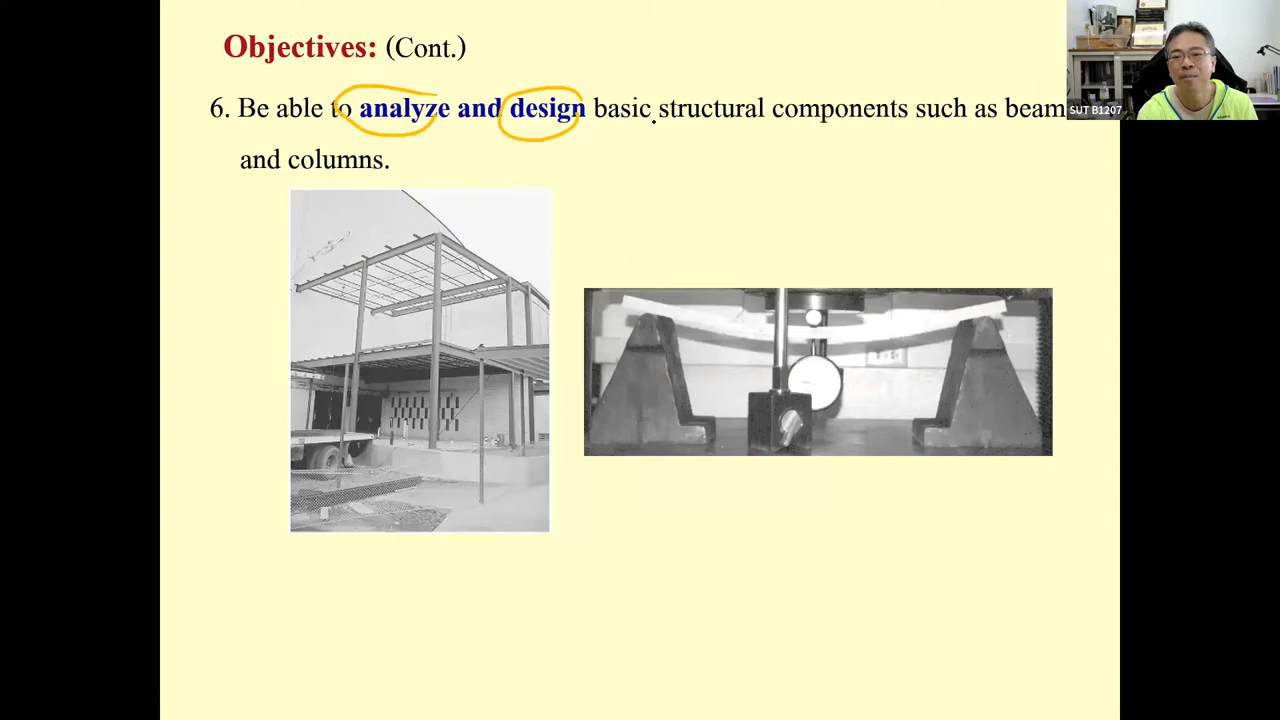 Objectives: (Cont.)
6. Be able to analyze and design basic structural components such as beam
and columns.
SUT B1207